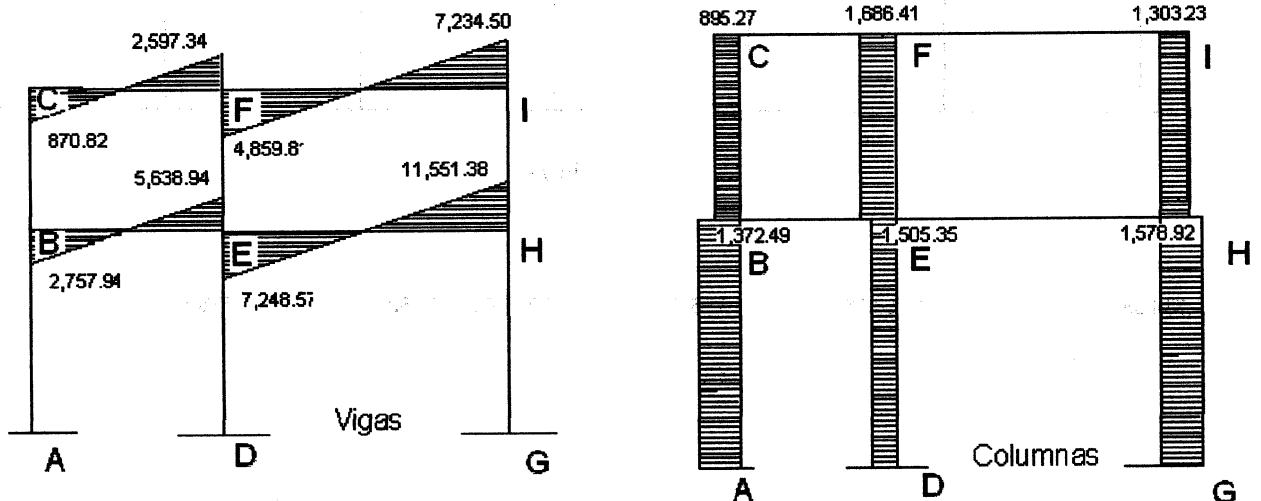 2,597.34
7,234.50
C
F
I
870.82
4,859.81
5,638.94
11,551.38
B
E
H
2,757.94
7,248.57
Vigas
A
D
G
895.27
1,686.41
1,303.23
C
F
I
1,372.49
1,505.35
1,578.92
B
E
H
Columnas
A
D
G